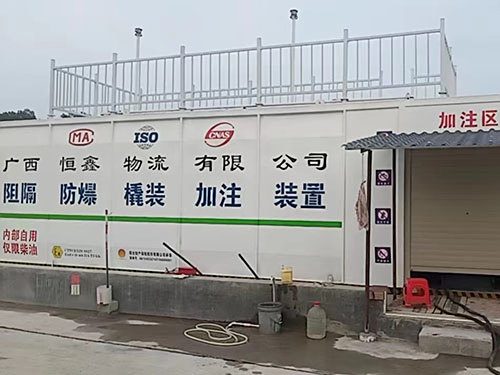 加注区
MA
ISO
CNAS
广西 恒鑫 物流 有限 公司
阻隔 防爆 橇装 加注 装置
内部自用
仅限柴油